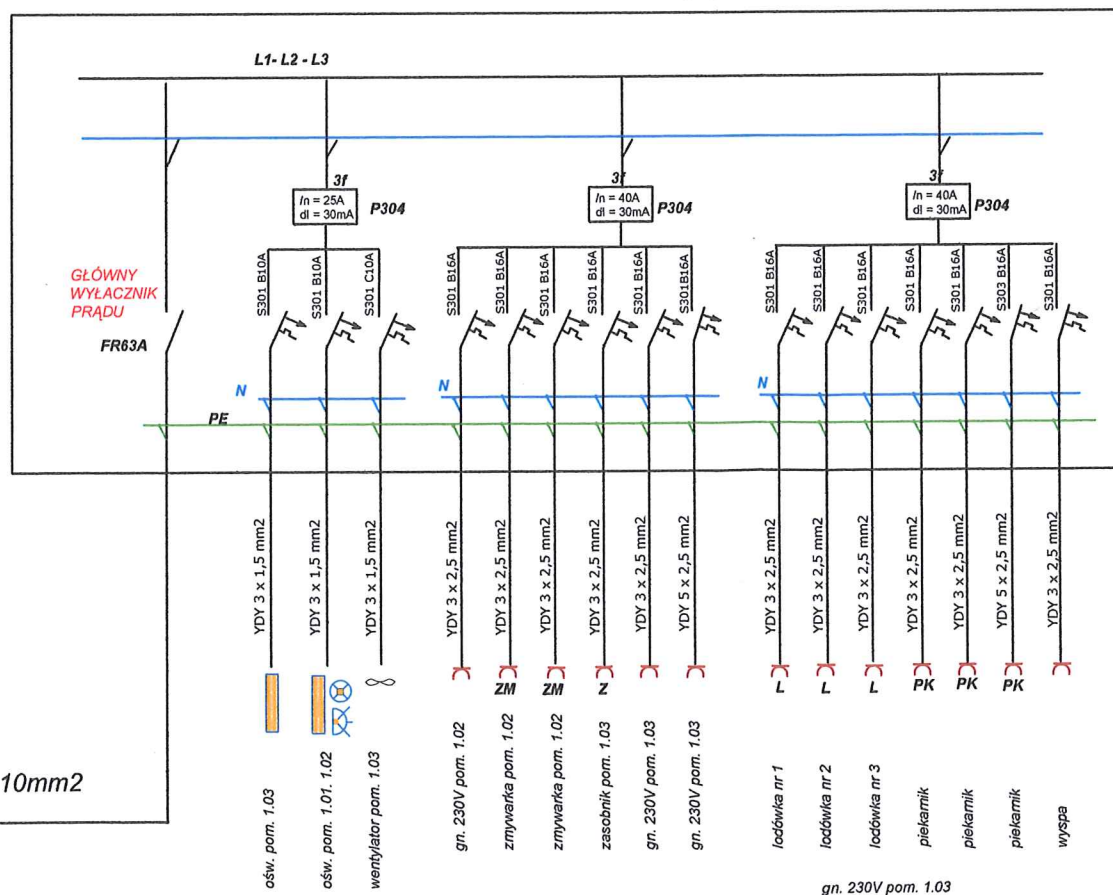 L1- L2 - L3
3f
In = 25A
dI = 30mA
P304
3f
In = 40A
dI = 30mA
P304
3f
In = 40A
dI = 30mA
P304
GŁÓWNY
WYŁACZNIK
PRĄDU
FR63A
S301 B10A
S301 B10A
S301 C10A
S301 B16A
S301 B16A
S301 B16A
S301 B16A
S301 B16A
S301B16A
S301 B16A
S301 B16A
S301 B16A
S301 B16A
S301 B16A
S303 B16A
S301 B16A
N
N
N
PE
YDY 3 x 1,5 mm2
YDY 3 x 1,5 mm2
YDY 3 x 1,5 mm2
YDY 3 x 2,5 mm2
YDY 3 x 2,5 mm2
YDY 3 x 2,5 mm2
YDY 3 x 2,5 mm2
YDY 3 x 2,5 mm2
YDY 5 x 2,5 mm2
YDY 3 x 2,5 mm2
YDY 3 x 2,5 mm2
YDY 3 x 2,5 mm2
YDY 3 x 2,5 mm2
YDY 3 x 2,5 mm2
YDY 5 x 2,5 mm2
YDY 3 x 2,5 mm2
ZM
ZM
Z
L
L
L
PK
PK
PK
ośw. pom. 1.03
ośw. pom. 1.01. 1.02
wentylator pom. 1.03
gn. 230V pom. 1.02
zmywarka pom. 1.02
zmywarka pom. 1.02
zasobnik pom. 1.03
gn. 230V pom. 1.03
gn. 230V pom. 1.03
lodówka nr 1
lodówka nr 2
lodówka nr 3
piekarnik
piekarnik
piekarnik
wyspa
10mm2
gn. 230V pom. 1.03